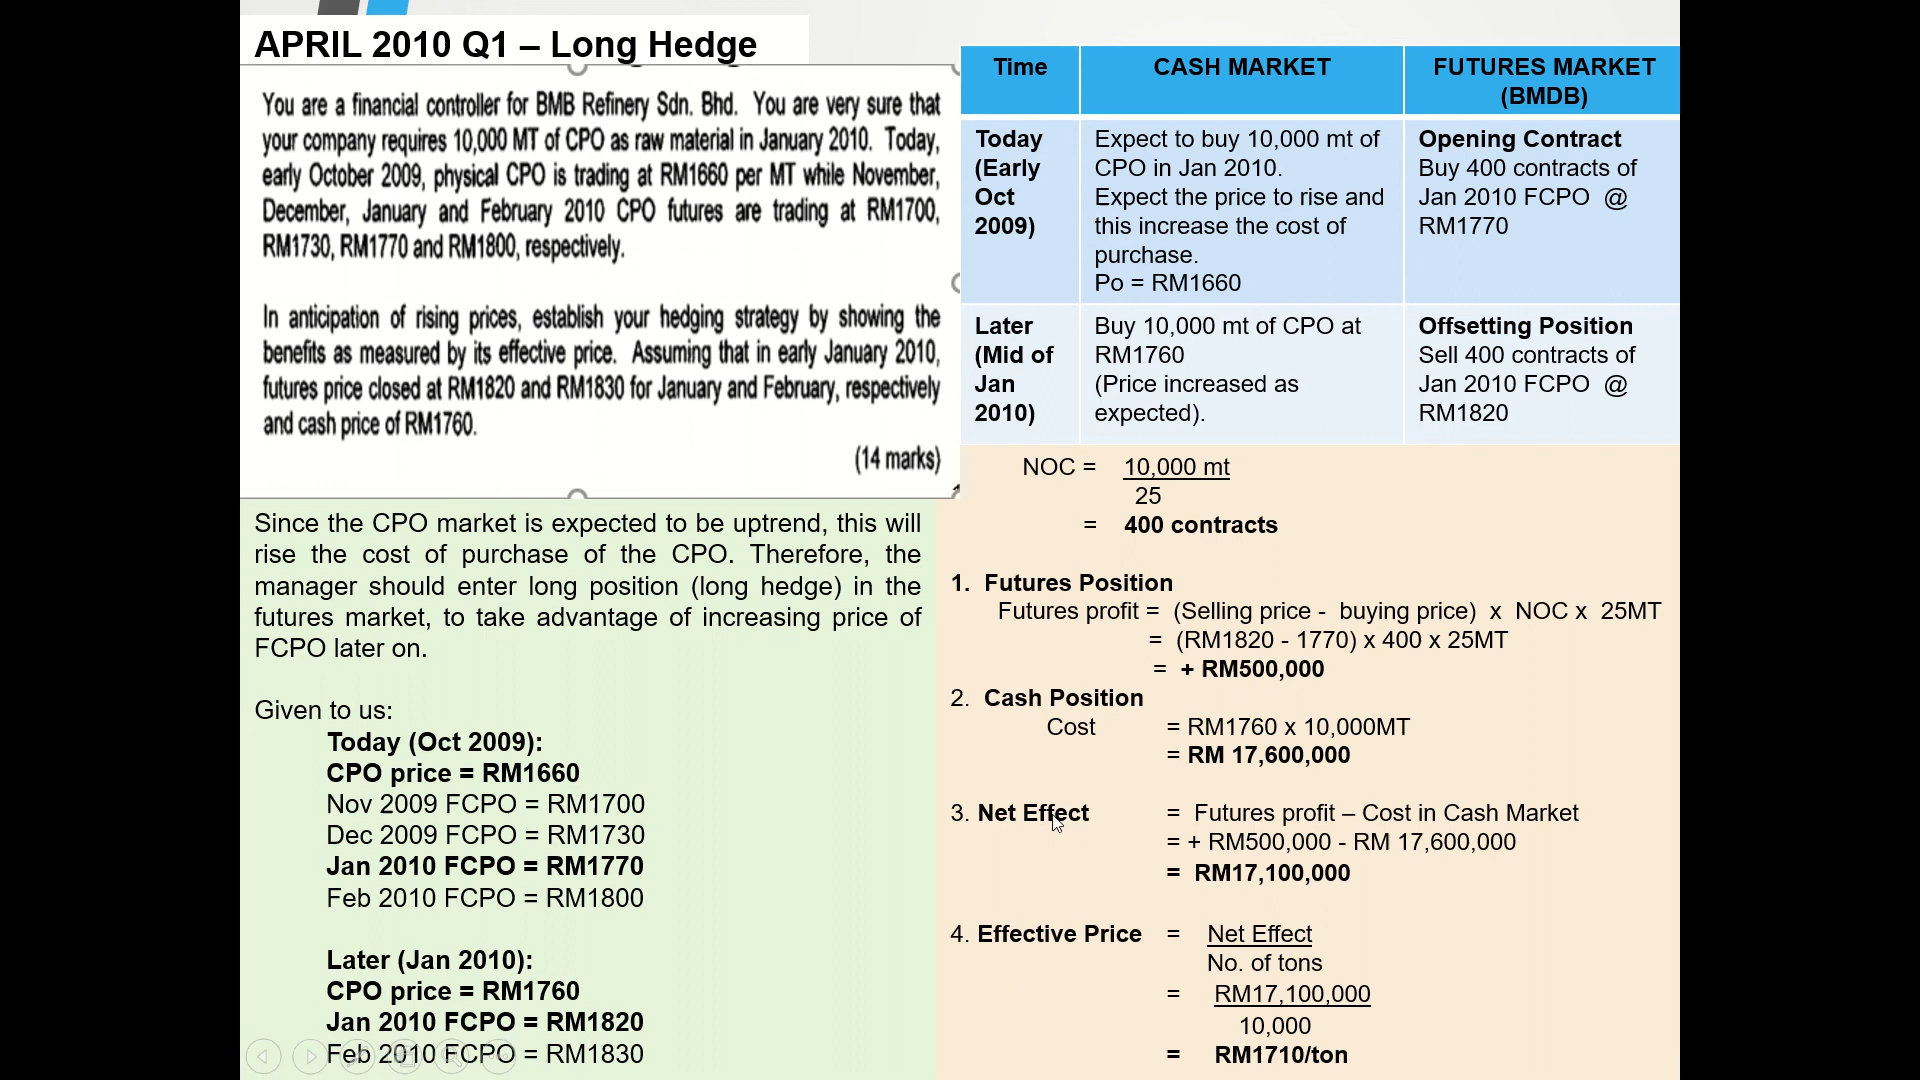 APRIL 2010 Q1 – Long Hedge
You are a financial controller for BMB Refinery Sdn. Bhd. You are very sure that
your company requires 10,000 MT of CPO as raw material in January 2010. Today,
early October 2009, physical CPO is trading at RM1660 per MT while November,
December, January and February 2010 CPO futures are trading at RM1700,
RM1730, RM1770 and RM1800, respectively.
In anticipation of rising prices, establish your hedging strategy by showing the
benefits as measured by its effective price. Assuming that in early January 2010,
futures price closed at RM1820 and RM1830 for January and February, respectively
and cash price of RM1760.
(14 marks)
Since the CPO market is expected to be uptrend, this will
rise the cost of purchase of the CPO. Therefore, the
manager should enter long position (long hedge) in the
futures market, to take advantage of increasing price of
FCPO later on.
Given to us:
Today (Oct 2009):
CPO price = RM1660
Nov 2009 FCPO = RM1700
Dec 2009 FCPO = RM1730
Jan 2010 FCPO = RM1770
Feb 2010 FCPO = RM1800
Later (Jan 2010):
CPO price = RM1760
Jan 2010 FCPO = RM1820
Feb 2010 FCPO = RM1830
Time
CASH MARKET
FUTURES MARKET
(BMDB)
Today
(Early
Oct
2009)
Expect to buy 10,000 mt of
CPO in Jan 2010.
Expect the price to rise and
this increase the cost of
purchase.
Po = RM1660
Opening Contract
Buy 400 contracts of
Jan 2010 FCPO @
RM1770
Later
(Mid of
Jan
2010)
Buy 10,000 mt of CPO at
RM1760
(Price increased as
expected).
Offsetting Position
Sell 400 contracts of
Jan 2010 FCPO @
RM1820
NOC = 10,000 mt
25
= 400 contracts
1. Futures Position
Futures profit = (Selling price - buying price) x NOC x 25MT
= (RM1820 - 1770) x 400 x 25MT
= + RM500,000
2. Cash Position
Cost = RM1760 x 10,000MT
= RM 17,600,000
3. Net Effect = Futures profit – Cost in Cash Market
= + RM500,000 - RM 17,600,000
= RM17,100,000
4. Effective Price = Net Effect
No. of tons
= RM17,100,000
10,000
= RM1710/ton